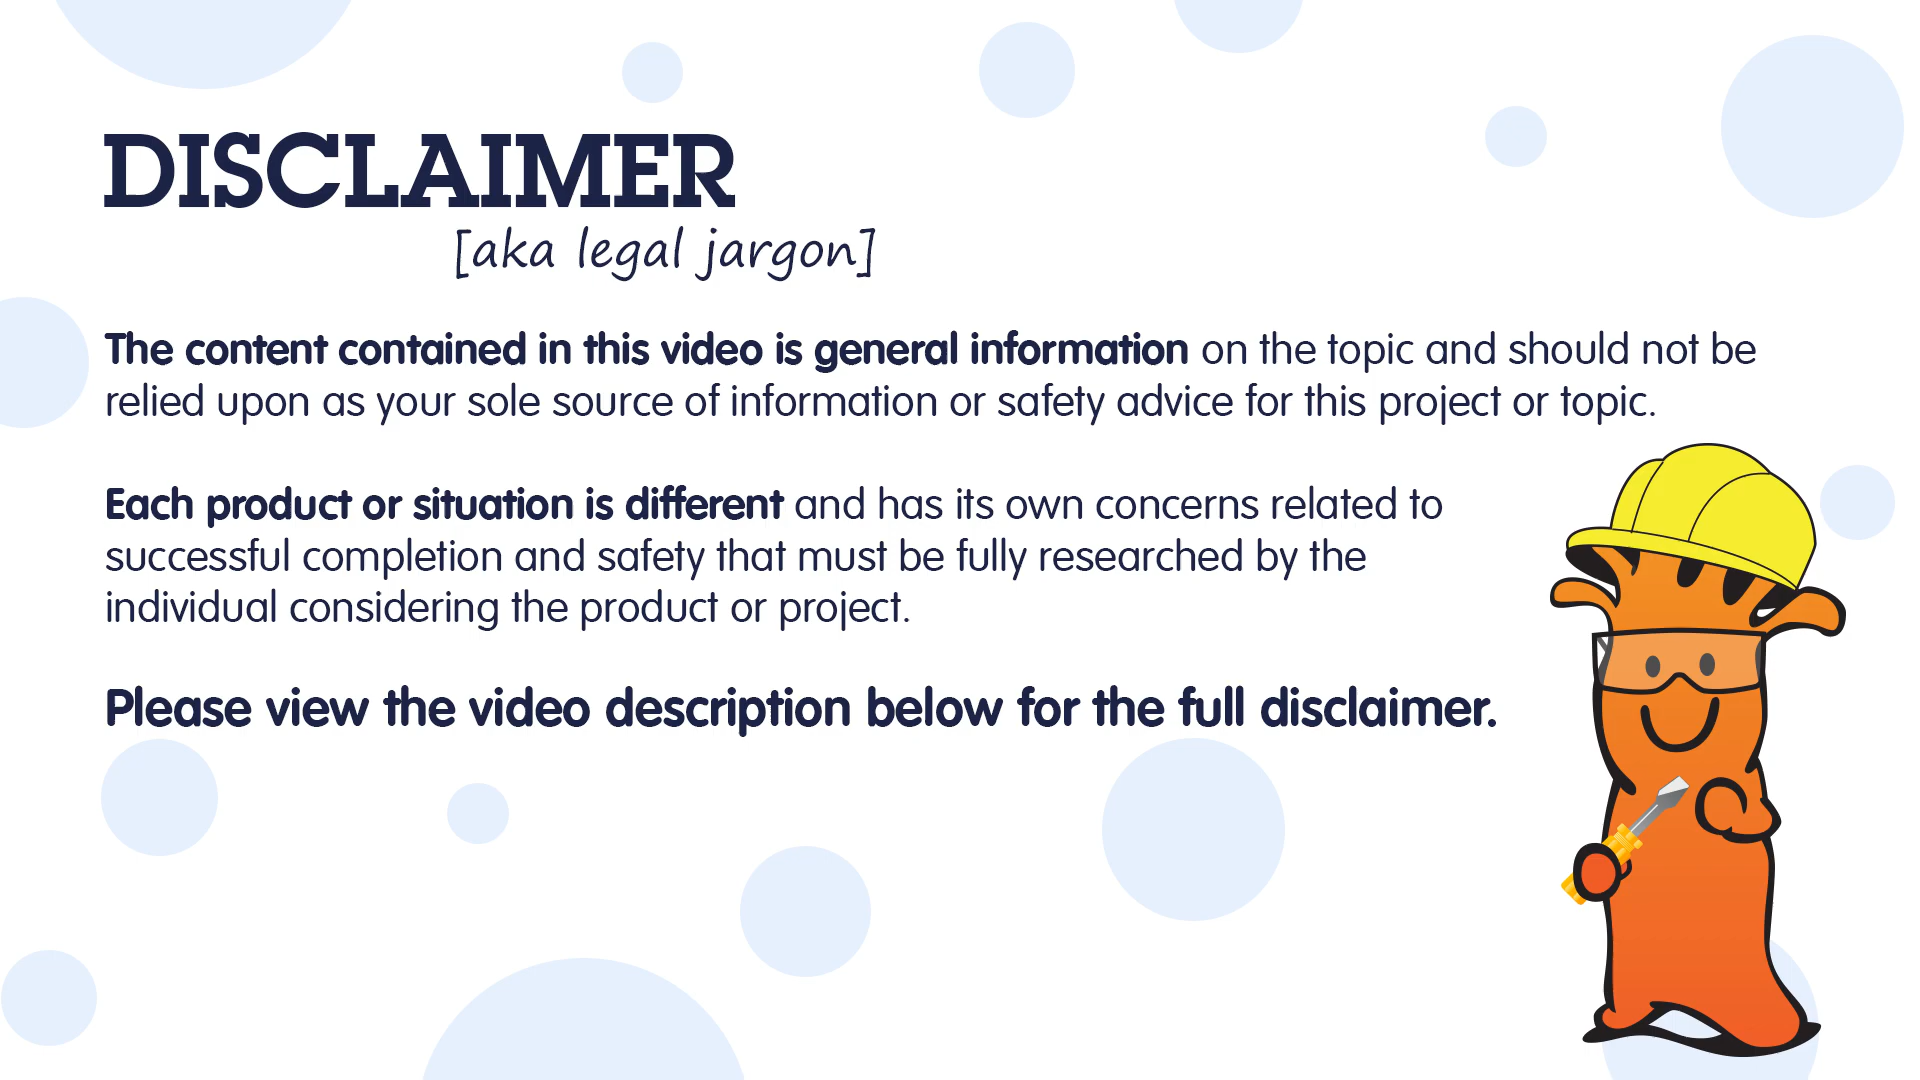 DISCLAIMER
[aka legal jargon]
The content contained in this video is general information on the topic and should not be
relied upon as your sole source of information or safety advice for this project or topic.
Each product or situation is different and has its own concerns related to
successful completion and safety that must be fully researched by the
individual considering the product or project.
Please view the video description below for the full disclaimer.